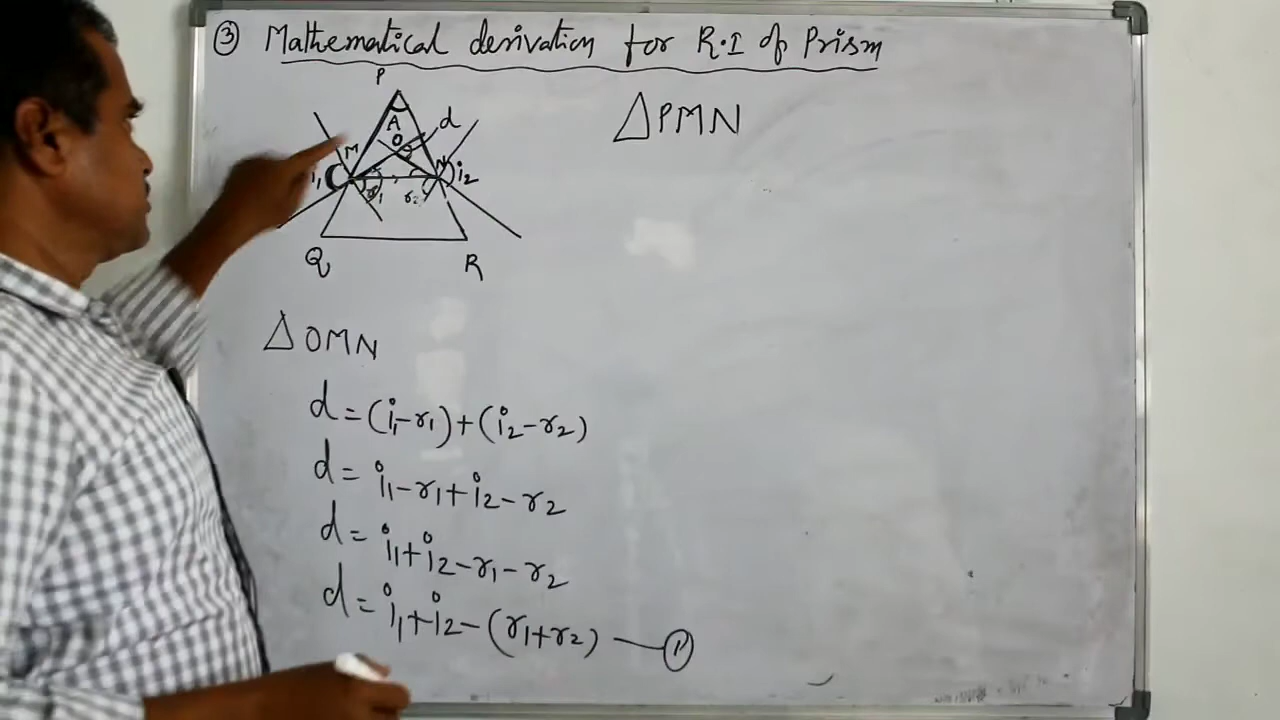 ③ Mathematical derivation for R.I of Prism
P
A
d
O
M
N
i₁
i₂
r₁
r₂
Q
R
△PMN
△OMN
d=(i₁-r₁)+(i₂-r₂)
d= i₁-r₁+i₂-r₂
d= i₁+i₂-r₁-r₂
d= i₁+i₂-(r₁+r₂) — ①